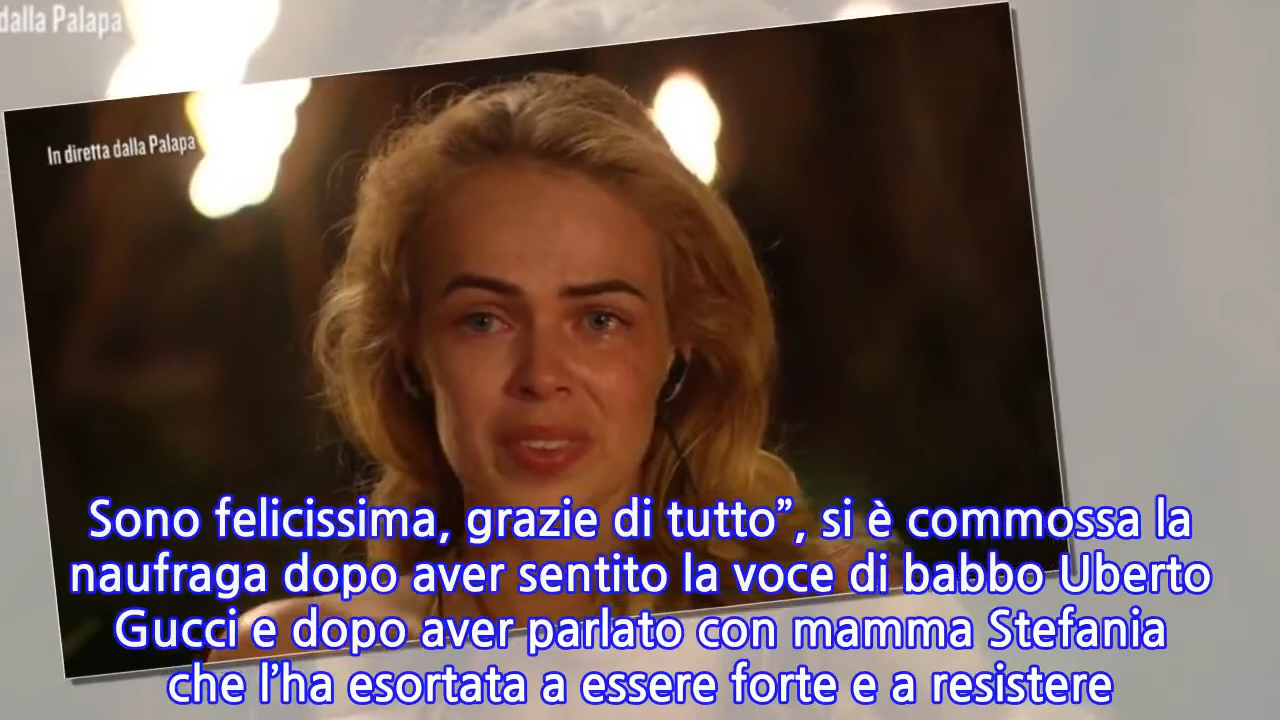 dalla Palapa
In diretta dalla Palapa
Sono felicissima, grazie di tutto”, si è commossa la
naufraga dopo aver sentito la voce di babbo Uberto
Gucci e dopo aver parlato con mamma Stefania
che l’ha esortata a essere forte e a resistere